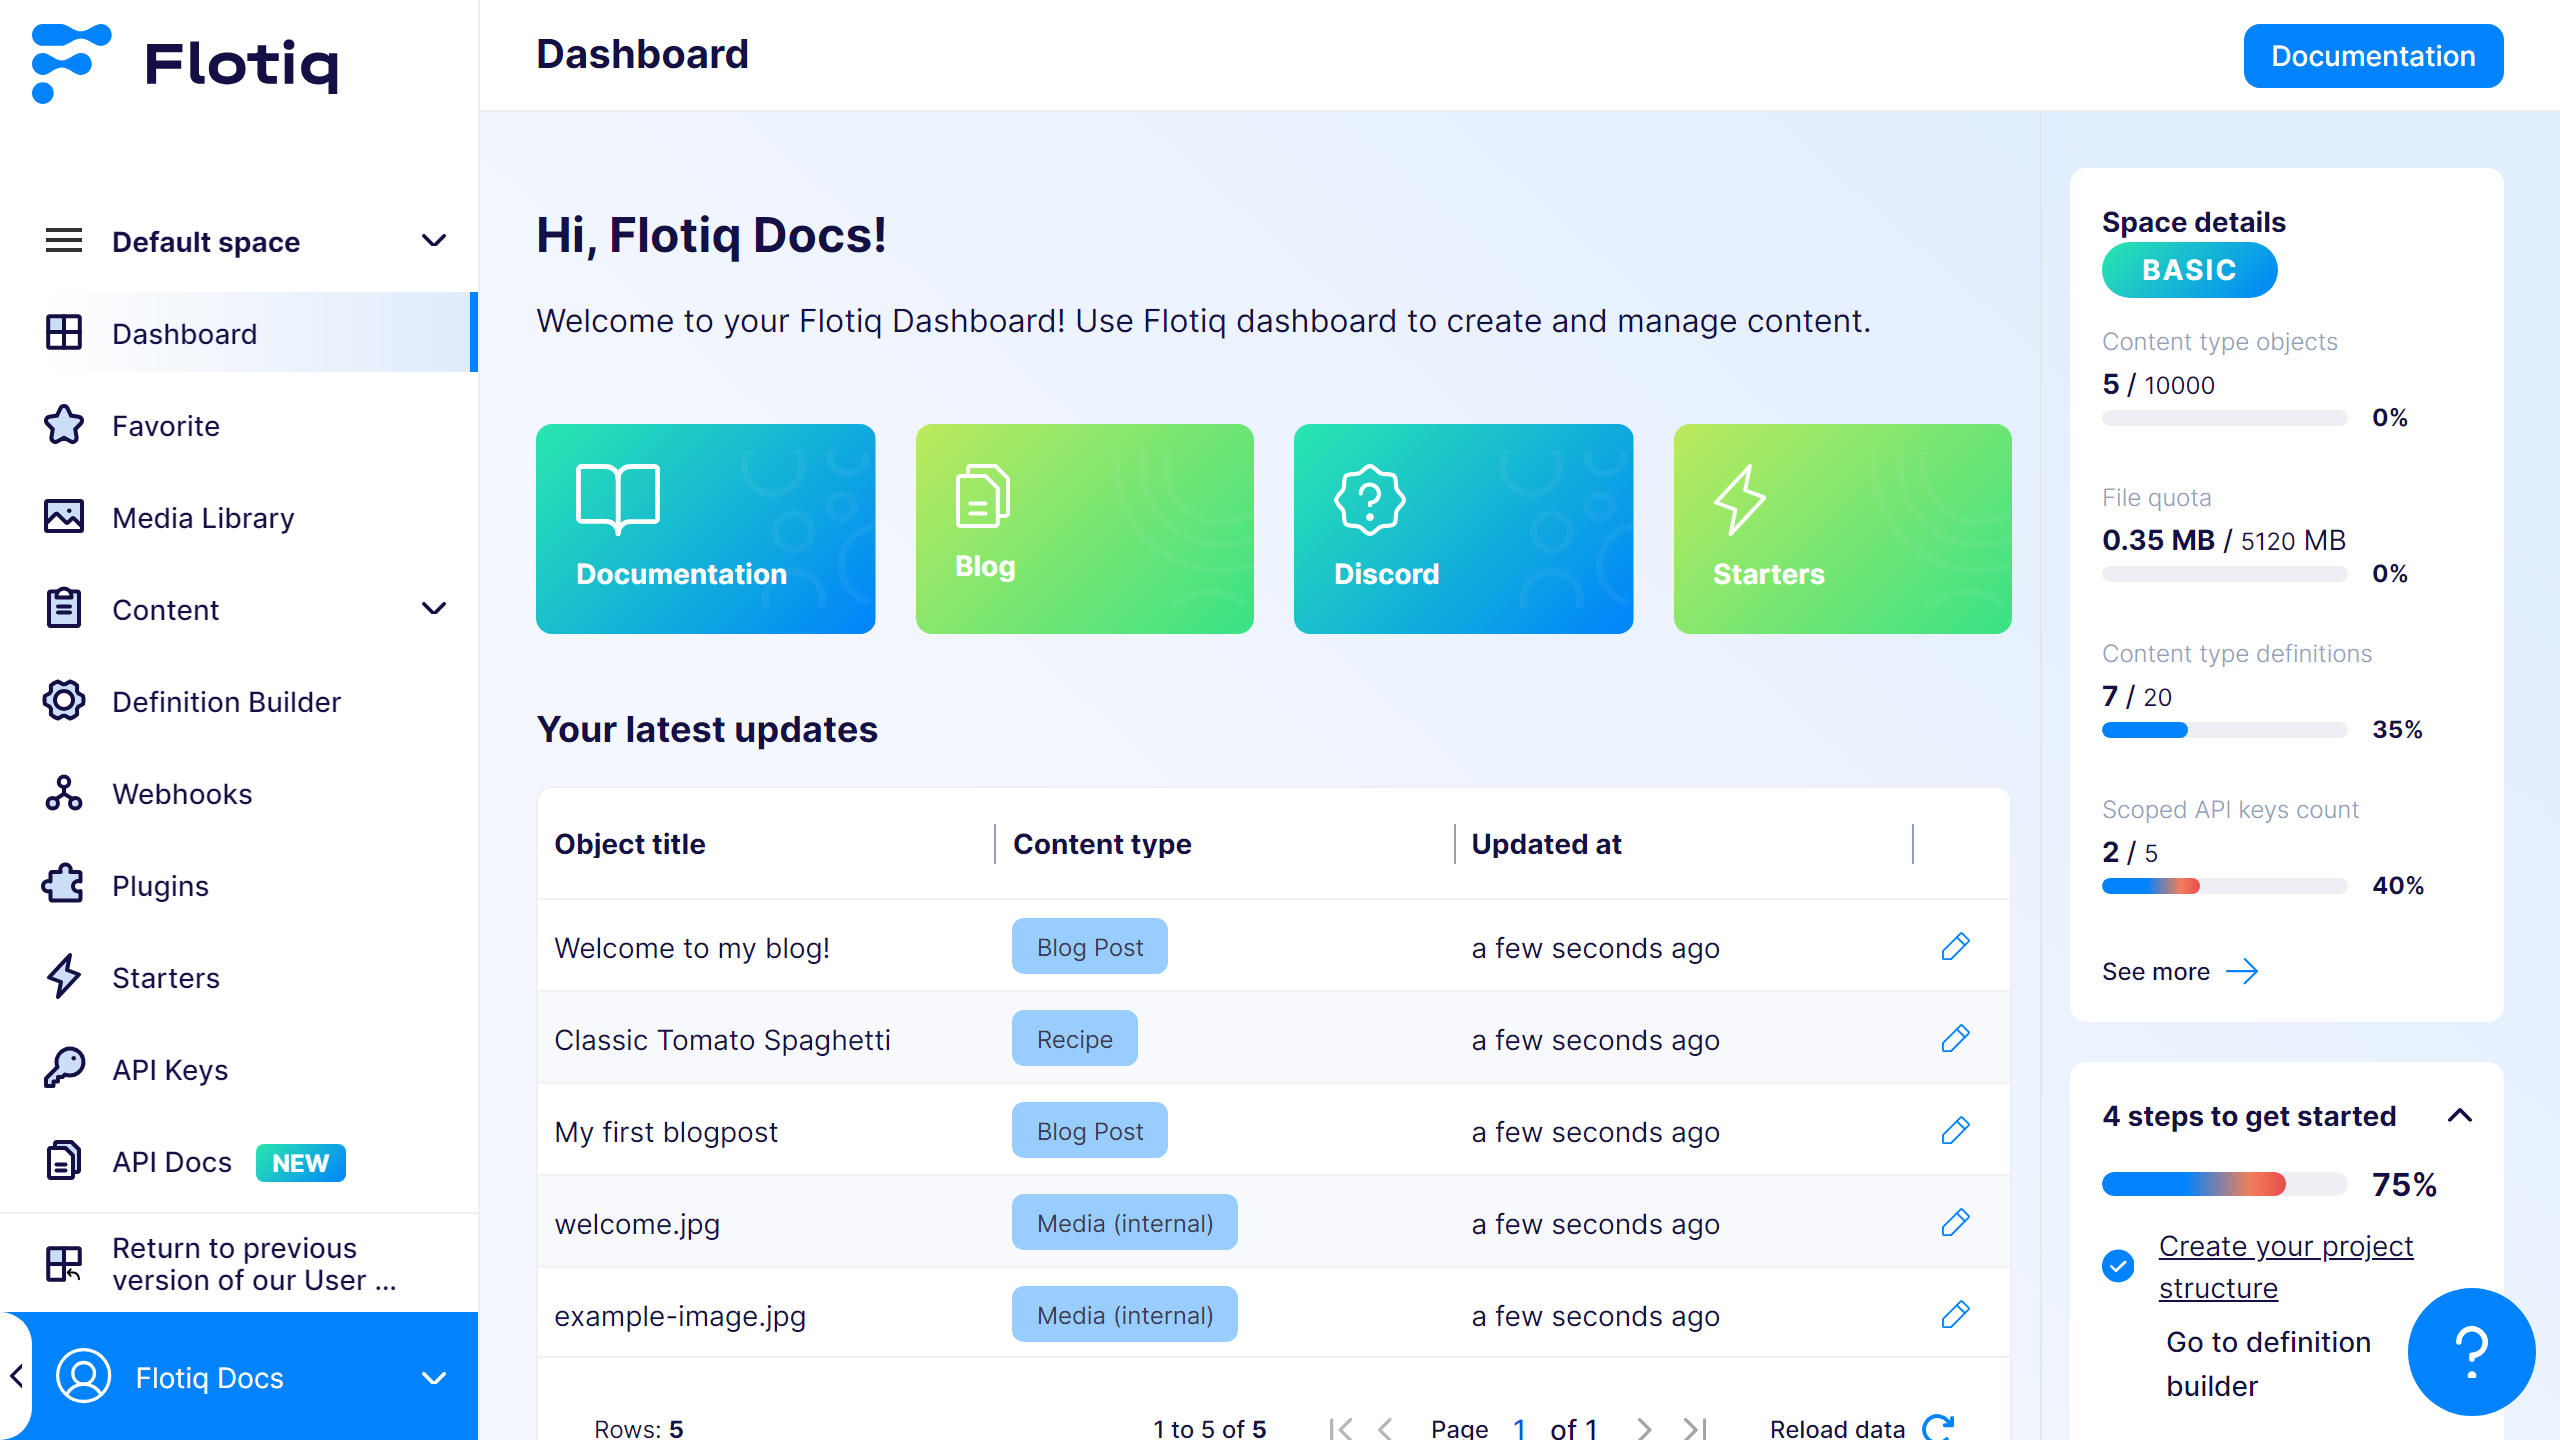 Flotiq
Default space
Dashboard
Favorite
Media Library
Content
Definition Builder
Webhooks
Plugins
Starters
API Keys
API Docs NEW
Return to previous
version of our User ...
Flotiq Docs
Dashboard
Documentation
Hi, Flotiq Docs!
Welcome to your Flotiq Dashboard! Use Flotiq dashboard to create and manage content.
Documentation
Blog
Discord
Starters
Your latest updates
Object title Content type Updated at
Welcome to my blog! Blog Post a few seconds ago
Classic Tomato Spaghetti Recipe a few seconds ago
My first blogpost Blog Post a few seconds ago
welcome.jpg Media (internal) a few seconds ago
example-image.jpg Media (internal) a few seconds ago
Rows: 5 1 to 5 of 5 Page 1 of 1 Reload data
Space details
BASIC
Content type objects
5 / 10000
0%
File quota
0.35 MB / 5120 MB
0%
Content type definitions
7 / 20
35%
Scoped API keys count
2 / 5
40%
See more
4 steps to get started
75%
Create your project
structure
Go to definition
builder